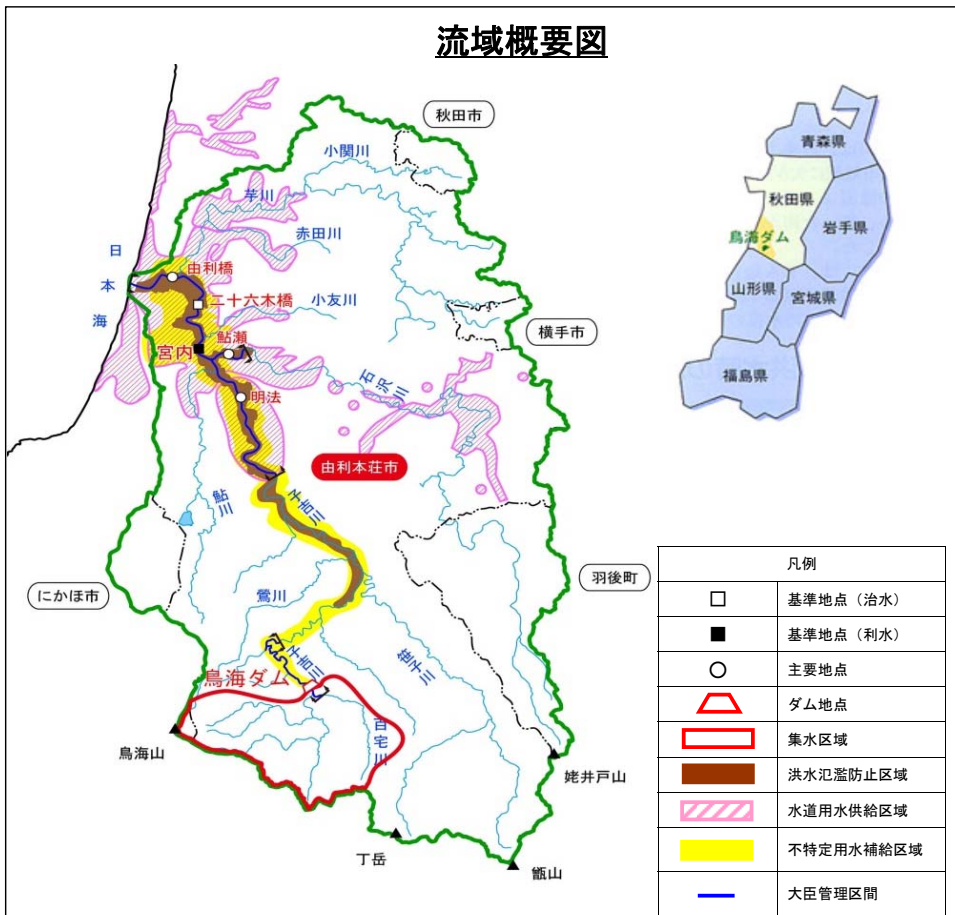 流域概要図
秋田市
小関川
芋川
赤田川
日本海
由利橋
二十六木橋
小友川
鮎瀬
宮内
横手市
石沢川
明法
由利本荘市
鮎川
子吉川
にかほ市
鶯川
羽後町
笹子川
子吉川
鳥海ダム
百宅川
鳥海山
姥井戸山
丁岳
甑山
青森県
秋田県
岩手県
鳥海ダム
山形県
宮城県
福島県
凡例
基準地点（治水）
基準地点（利水）
主要地点
ダム地点
集水区域
洪水氾濫防止区域
水道用水供給区域
不特定用水補給区域
大臣管理区間